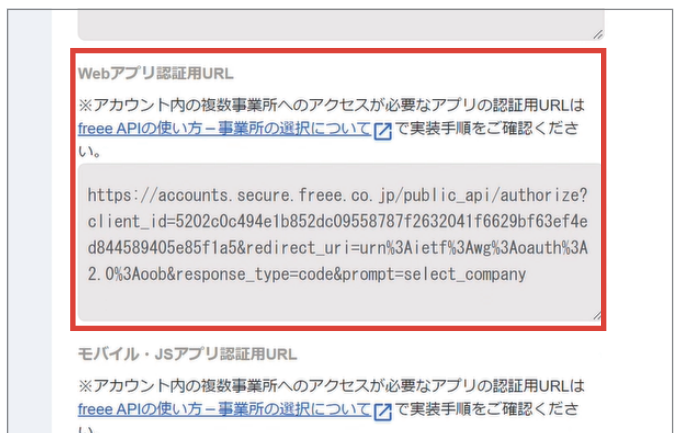 Webアプリ認証用URL
※アカウント内の複数事業所へのアクセスが必要なアプリの認証用URLは
freee APIの使い方 – 事業所の選択について で実装手順をご確認くださ
い。
https://accounts.secure.freee.co.jp/public_api/authorize?
client_id=5202c0c494e1b852dc09558787f2632041f6629bf63ef4e
d844589405e85f1a5&redirect_uri=urn%3Aietf%3Awg%3Aoauth%3A
2.0%3Aoob&response_type=code&prompt=select_company
モバイル・JSアプリ認証用URL
※アカウント内の複数事業所へのアクセスが必要なアプリの認証用URLは
freee APIの使い方 – 事業所の選択について で実装手順をご確認くださ